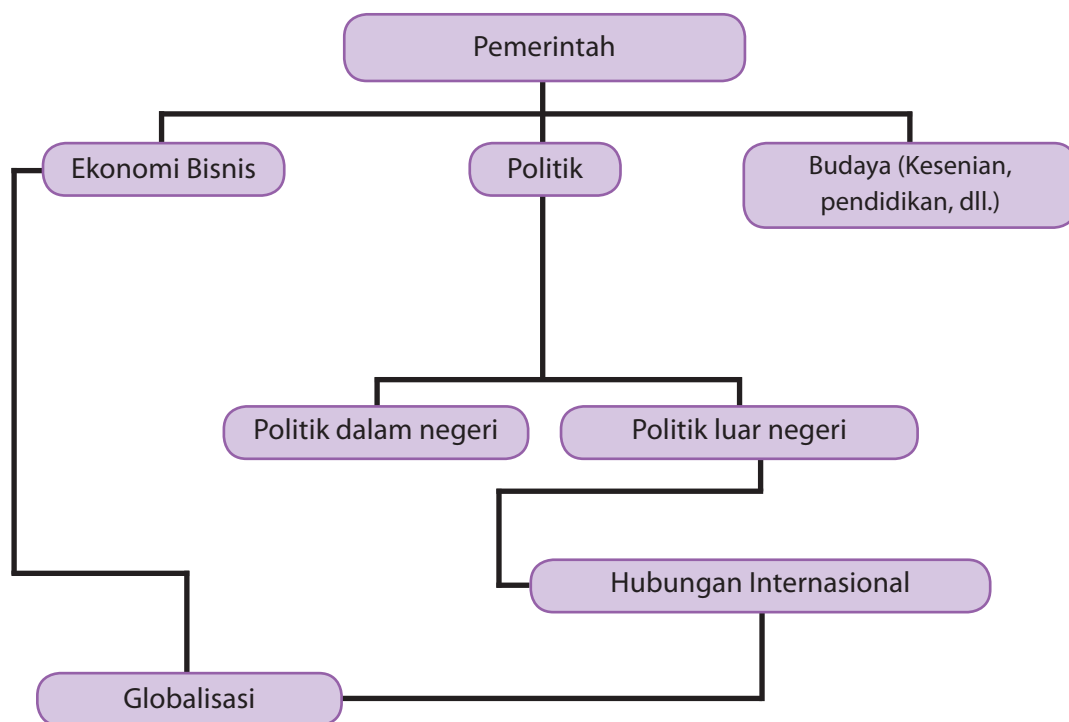 Pemerintah
Ekonomi Bisnis
Politik
Budaya (Kesenian,
pendidikan, dll.)
Politik dalam negeri
Politik luar negeri
Hubungan Internasional
Globalisasi